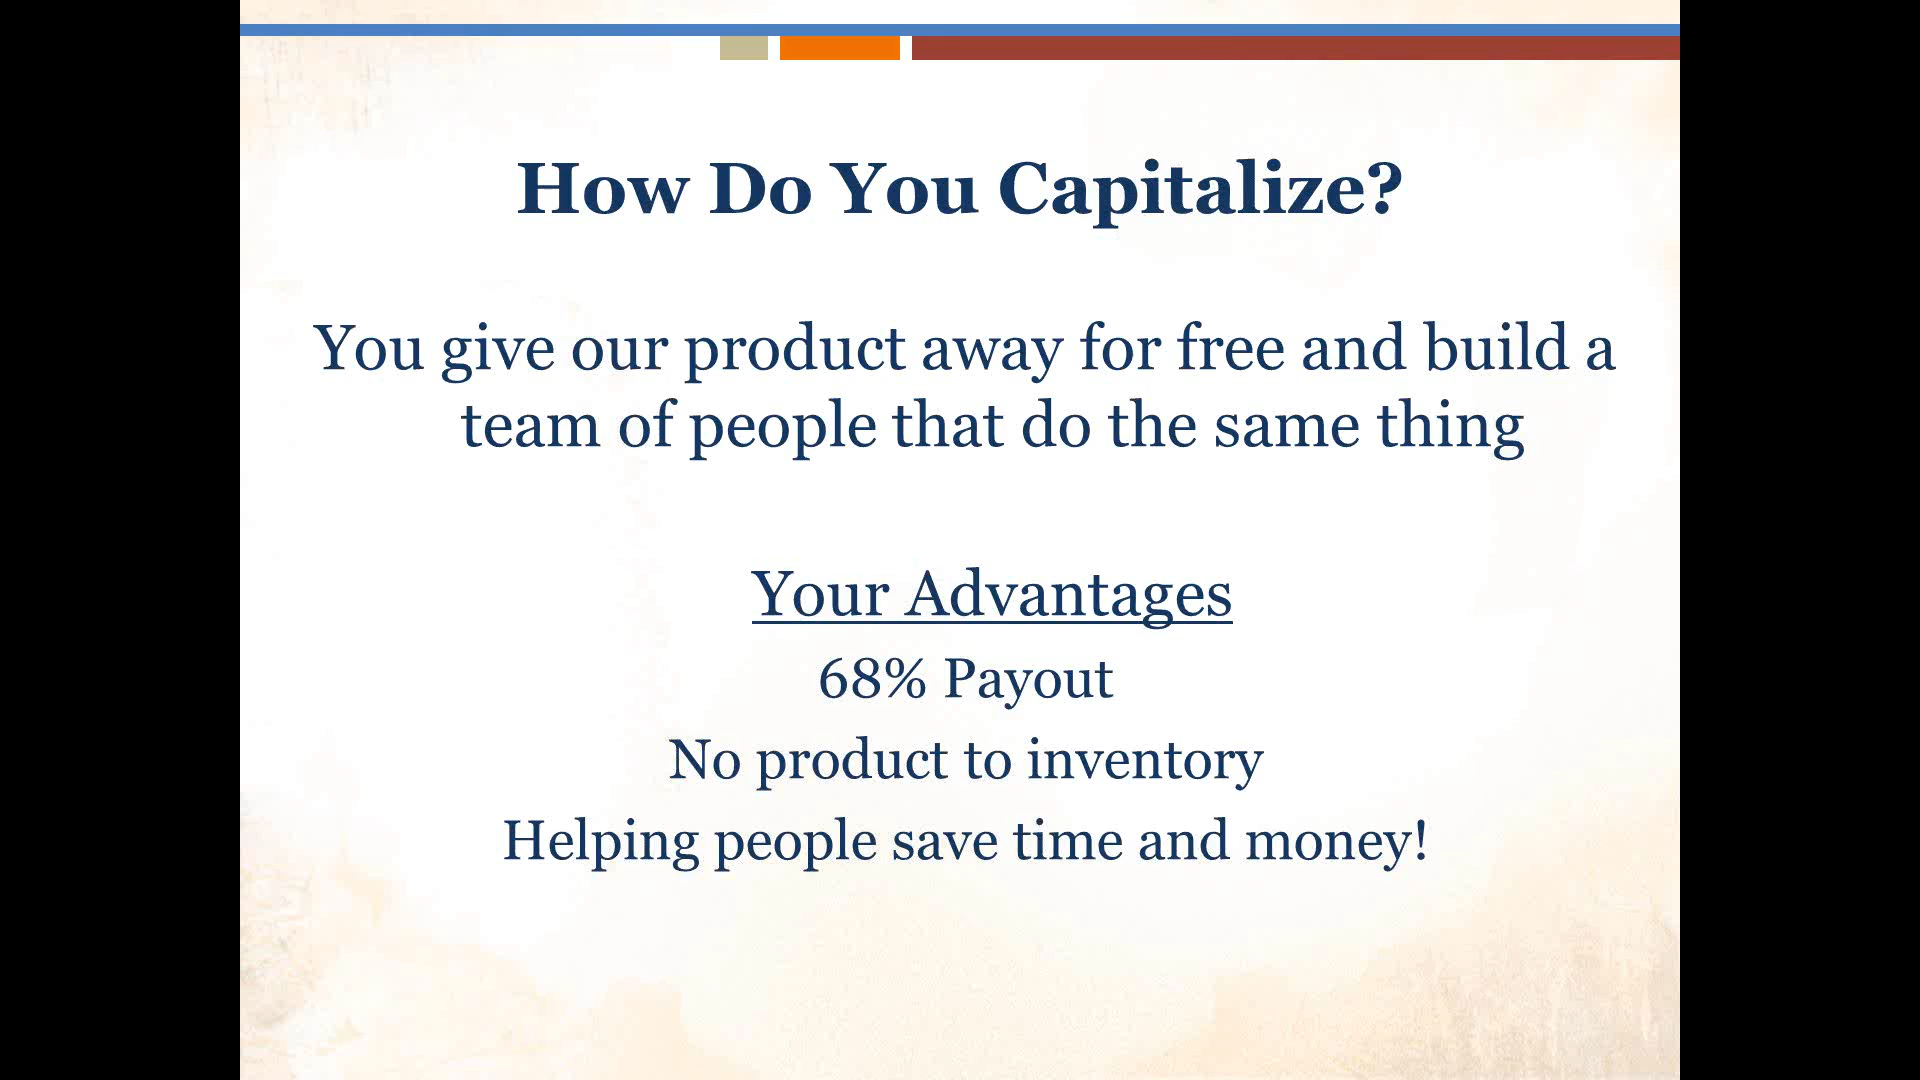 How Do You Capitalize?
You give our product away for free and build a
team of people that do the same thing
Your Advantages
68% Payout
No product to inventory
Helping people save time and money!